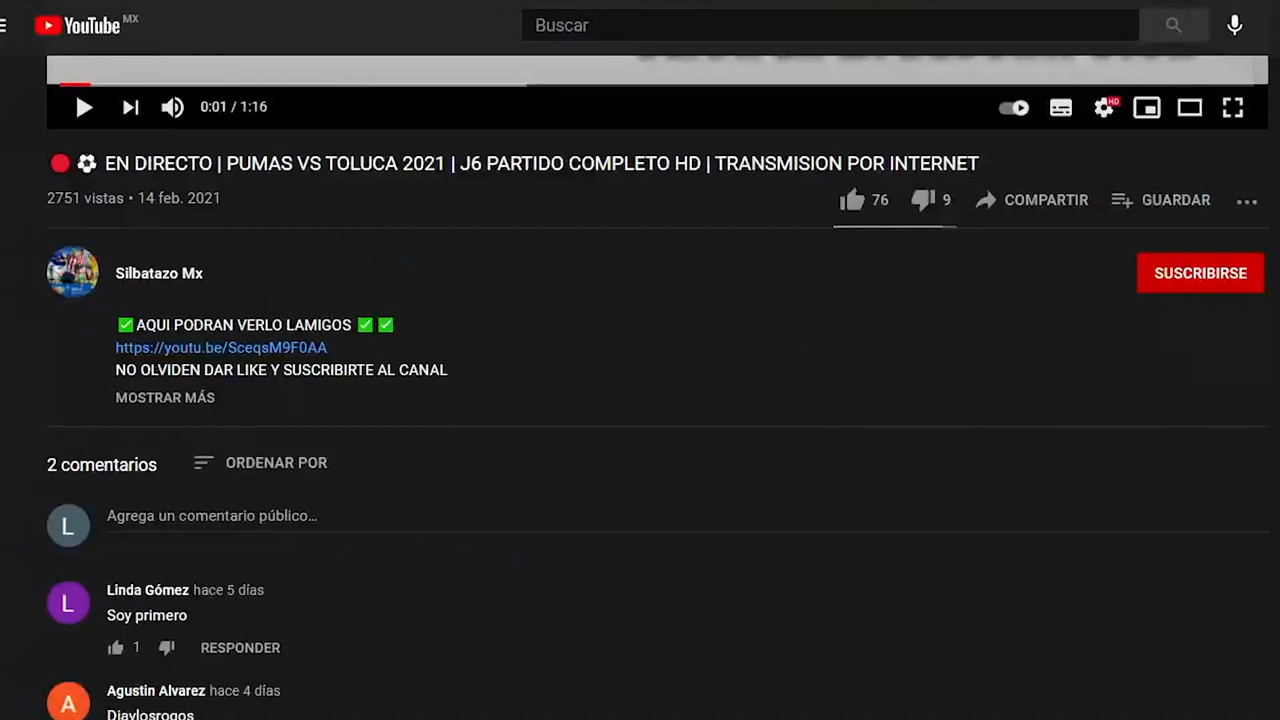 YouTube MX
Buscar
0:01 / 1:16
HD
🔴 ⚽ EN DIRECTO | PUMAS VS TOLUCA 2021 | J6 PARTIDO COMPLETO HD | TRANSMISION POR INTERNET
2751 vistas • 14 feb. 2021
76 9 COMPARTIR GUARDAR
Silbatazo Mx
SUSCRIBIRSE
✅AQUI PODRAN VERLO LAMIGOS ✅ ✅
https://youtu.be/SceqsM9F0AA
NO OLVIDEN DAR LIKE Y SUSCRIBIRTE AL CANAL
MOSTRAR MÁS
2 comentarios ORDENAR POR
L
Agrega un comentario público...
L
Linda Gómez hace 5 días
Soy primero
1 RESPONDER
A
Agustin Alvarez hace 4 días
Diaylosrogos